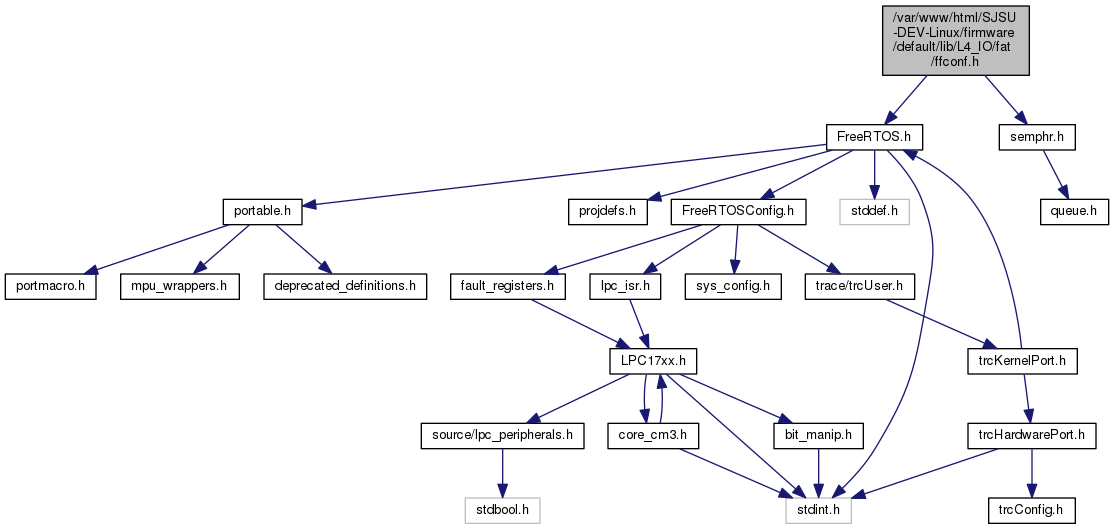 /var/www/html/SJSU
-DEV-Linux/firmware
/default/lib/L4_IO/fat
/ffconf.h
FreeRTOS.h
semphr.h
portable.h
projdefs.h
FreeRTOSConfig.h
stddef.h
queue.h
portmacro.h
mpu_wrappers.h
deprecated_definitions.h
fault_registers.h
lpc_isr.h
sys_config.h
trace/trcUser.h
LPC17xx.h
trcKernelPort.h
source/lpc_peripherals.h
core_cm3.h
bit_manip.h
trcHardwarePort.h
stdbool.h
stdint.h
trcConfig.h